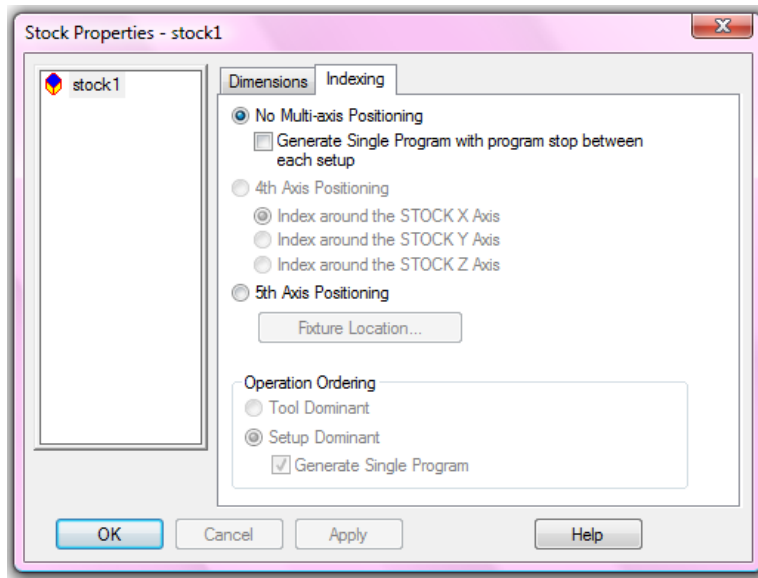 Stock Properties - stock1
stock1
Dimensions
Indexing
No Multi-axis Positioning
Generate Single Program with program stop between
each setup
4th Axis Positioning
Index around the STOCK X Axis
Index around the STOCK Y Axis
Index around the STOCK Z Axis
5th Axis Positioning
Fixture Location...
Operation Ordering
Tool Dominant
Setup Dominant
Generate Single Program
OK
Cancel
Apply
Help